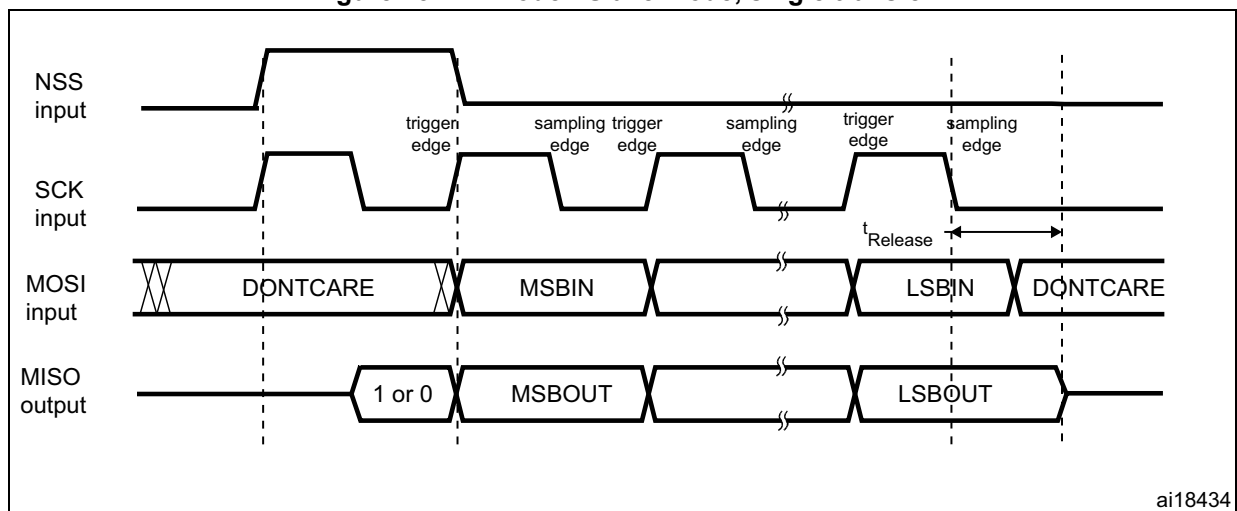 NSS
input
trigger
edge
sampling
edge
trigger
edge
sampling
edge
trigger
edge
sampling
edge
SCK
input
tRelease
MOSI
input
DONTCARE
MSBIN
LSBIN
DONTCARE
MISO
output
1 or 0
MSBOUT
LSBOUT
ai18434